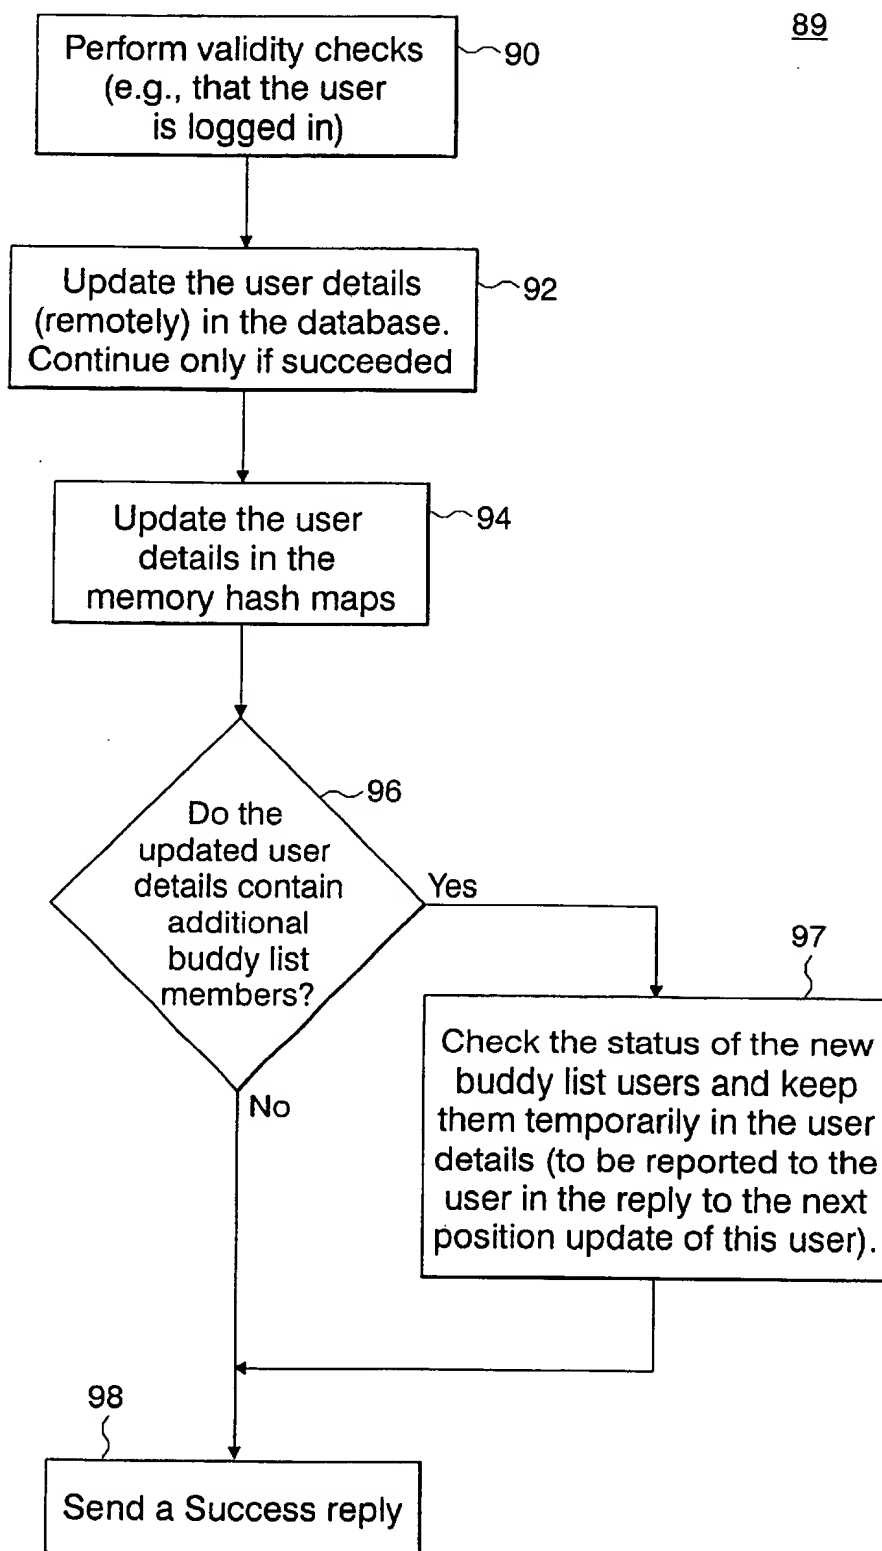 89
Perform validity checks
(e.g., that the user
is logged in)
90
Update the user details
(remotely) in the database.
Continue only if succeeded
92
Update the user
details in the
memory hash maps
94
Do the
updated user
details contain
additional
buddy list
members?
96
Yes
No
97
Check the status of the new
buddy list users and keep
them temporarily in the user
details (to be reported to the
user in the reply to the next
position update of this user).
98
Send a Success reply